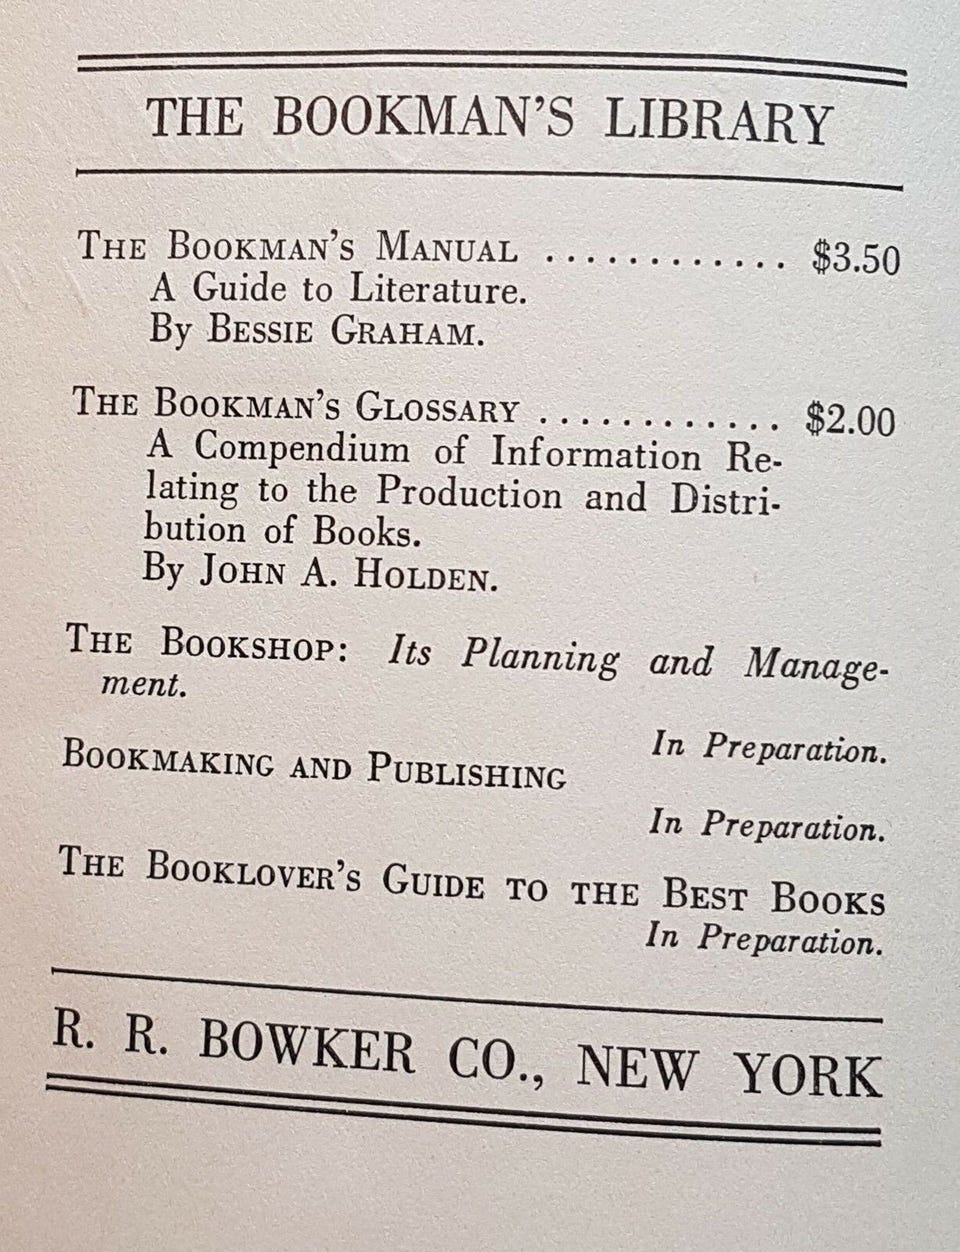 THE BOOKMAN'S LIBRARY
THE BOOKMAN'S MANUAL ............ $3.50
A Guide to Literature.
By BESSIE GRAHAM.
THE BOOKMAN'S GLOSSARY ............ $2.00
A Compendium of Information Re-
lating to the Production and Distri-
bution of Books.
By JOHN A. HOLDEN.
THE BOOKSHOP: Its Planning and Manage-
ment.
In Preparation.
BOOKMAKING AND PUBLISHING
In Preparation.
THE BOOKLOVER'S GUIDE TO THE BEST BOOKS
In Preparation.
R. R. BOWKER CO., NEW YORK